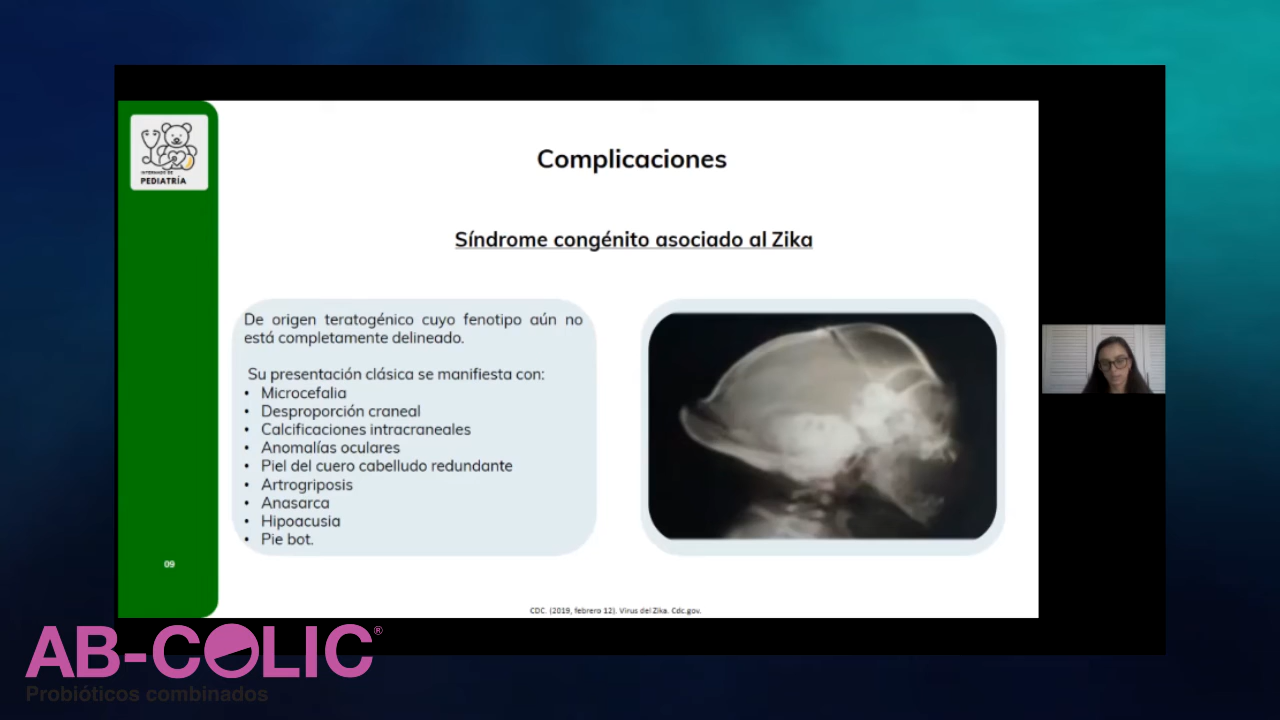 INTERNADO DE
PEDIATRÍA
Complicaciones
Síndrome congénito asociado al Zika
De origen teratogénico cuyo fenotipo aún no
está completamente delineado.
Su presentación clásica se manifiesta con:
• Microcefalia
• Desproporción craneal
• Calcificaciones intracraneales
• Anomalías oculares
• Piel del cuero cabelludo redundante
• Artrogriposis
• Anasarca
• Hipoacusia
• Pie bot.
09
CDC. (2019, febrero 12). Virus del Zika. Cdc.gov.
AB-COLIC®
Probióticos combinados